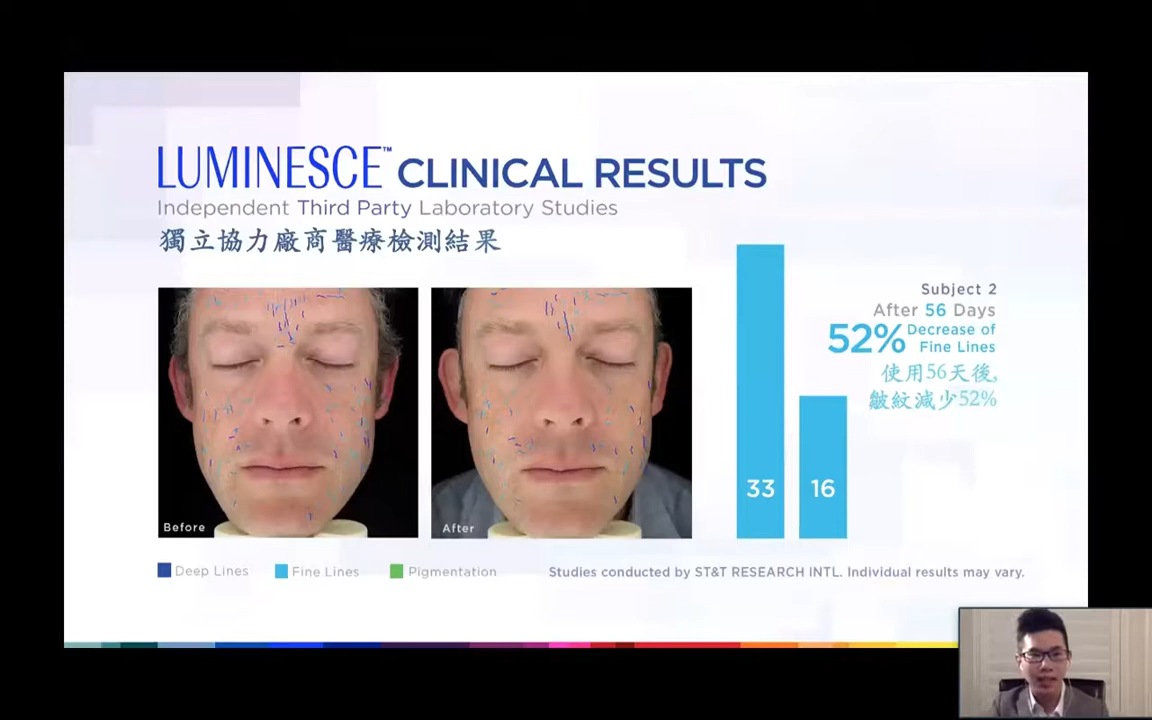 LUMINESCE™ CLINICAL RESULTS
Independent Third Party Laboratory Studies
獨立協力廠商醫療檢測結果
Before
After
33
16
Subject 2
After 56 Days
52% Decrease of
Fine Lines
使用56天後,
皺紋減少52%
Deep Lines
Fine Lines
Pigmentation
Studies conducted by ST&T RESEARCH INTL. Individual results may vary.